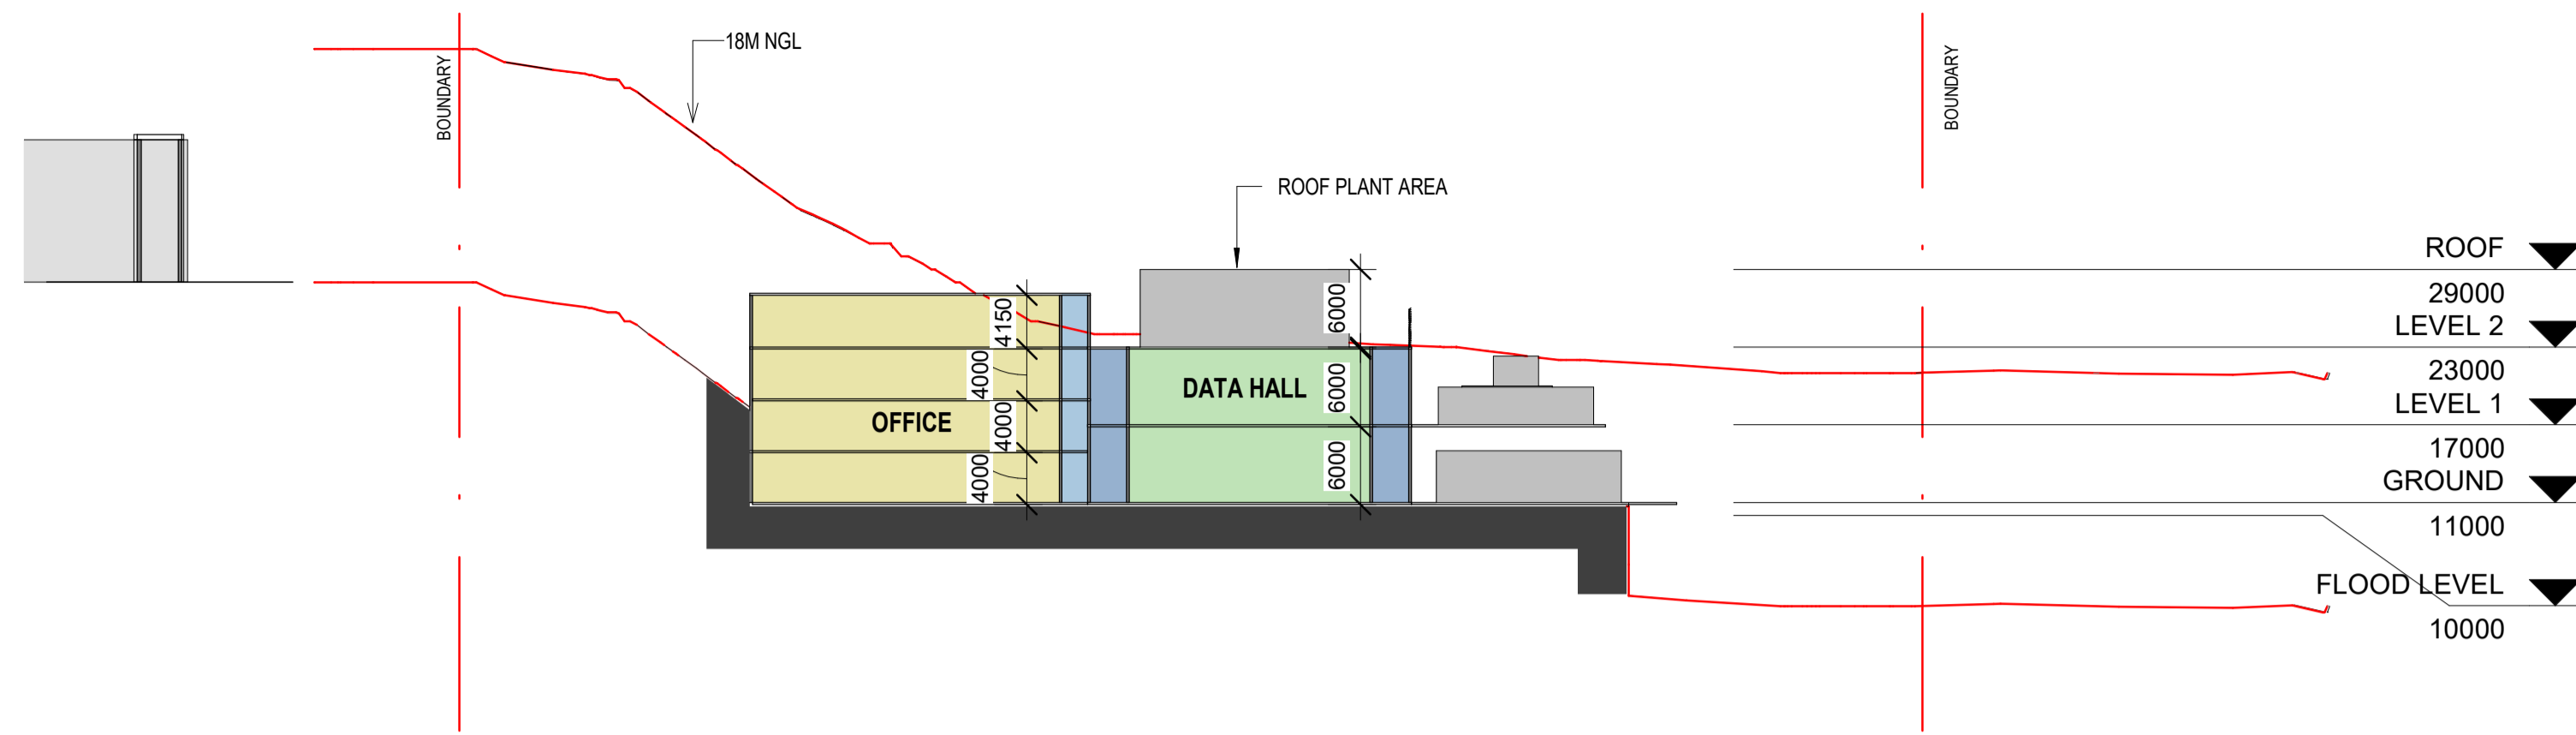 18M NGL
BOUNDARY
BOUNDARY
ROOF PLANT AREA
ROOF
29000
LEVEL 2
23000
LEVEL 1
17000
GROUND
11000
FLOOD LEVEL
10000
4150
4000
4000
4000
OFFICE
DATA HALL
6000
6000
6000